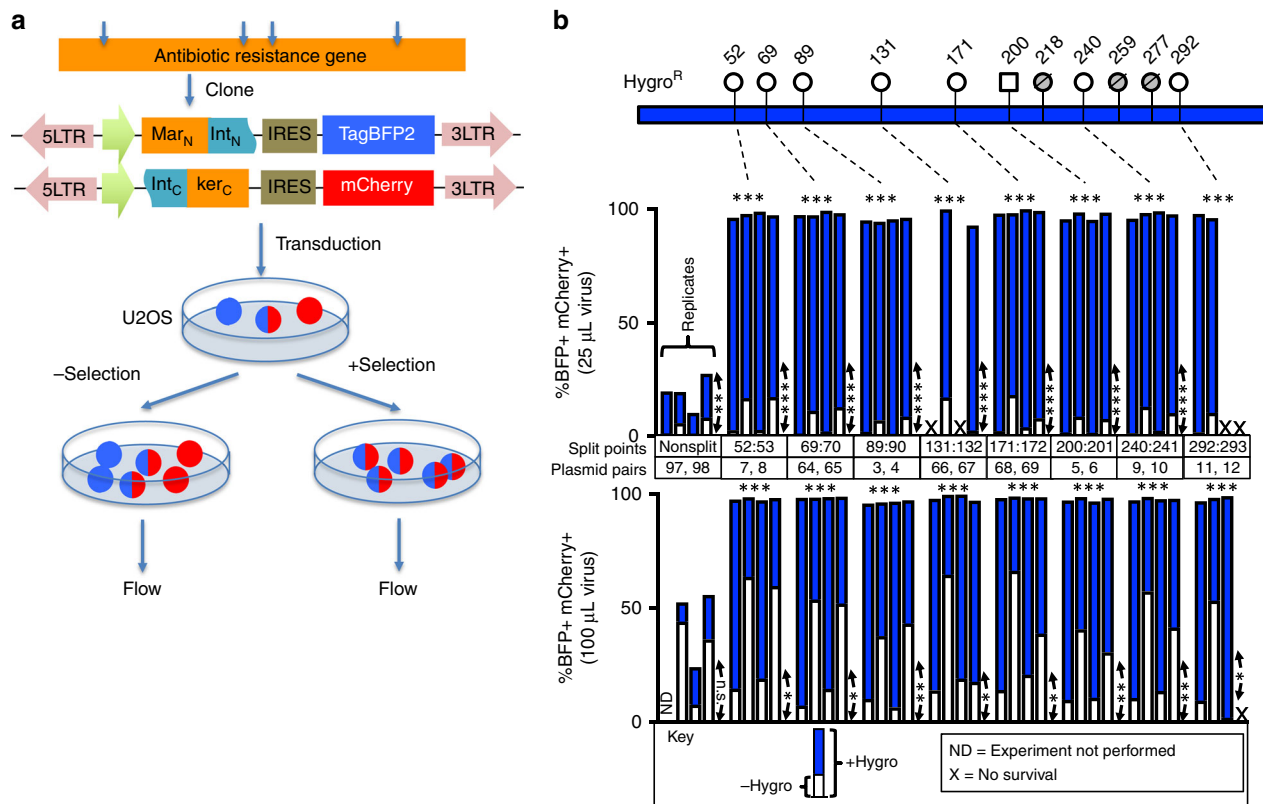 a
Antibiotic resistance gene
Clone
5LTR
MarN
IntN
IRES
TagBFP2
3LTR
5LTR
IntC
kerC
IRES
mCherry
3LTR
Transduction
U2OS
–Selection
+Selection
Flow
Flow
b
52 69 89 131 171 200 218 240 259 277 292
HygroR
*** *** *** *** *** *** *** ***
%BFP+ mCherry+
(25 µL virus)
100
50
0
Replicates
** **** **** **** *** **** **** ****
X X X X
Split points Nonsplit 52:53 69:70 89:90 131:132 171:172 200:201 240:241 292:293
Plasmid pairs 97, 98 7, 8 64, 65 3, 4 66, 67 68, 69 5, 6 9, 10 11, 12
*** *** *** *** *** *** *** ***
%BFP+ mCherry+
(100 µL virus)
100
50
0
ND
n.s. * * ** * * ** ** *
X
Key
–Hygro
+Hygro
ND = Experiment not performed
X = No survival